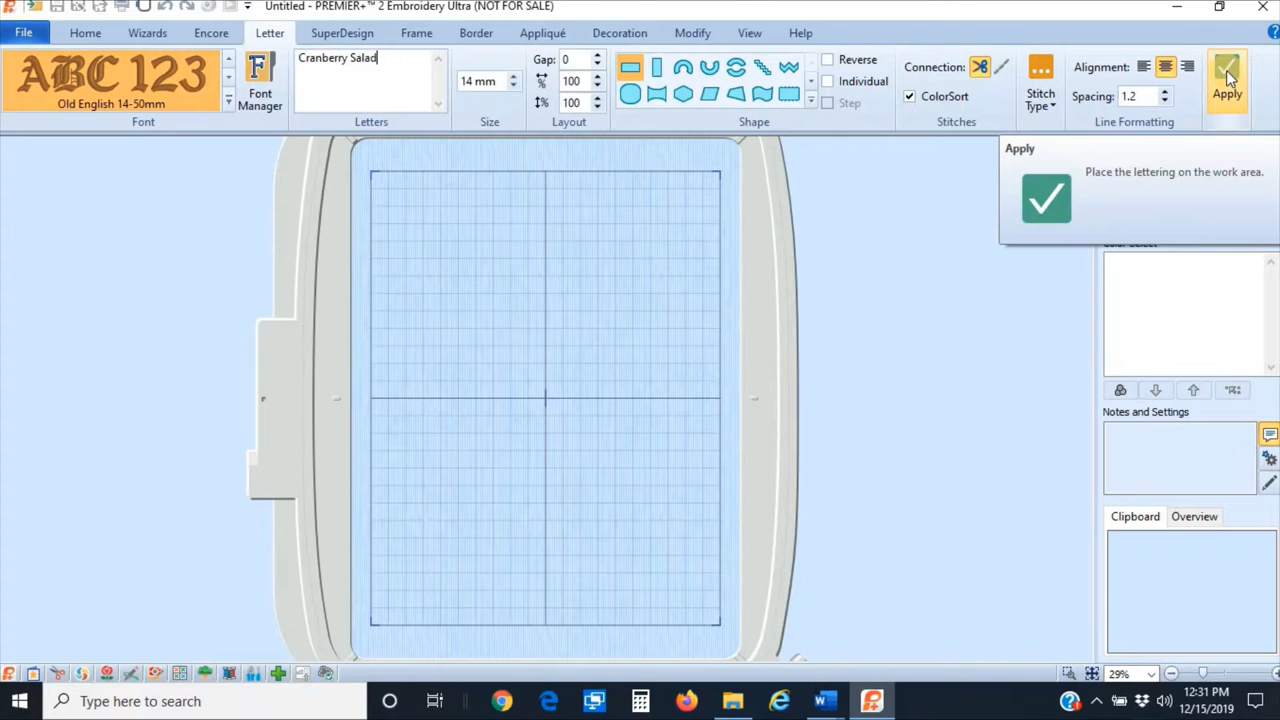 Untitled - PREMIER+™ 2 Embroidery Ultra (NOT FOR SALE)
File Home Wizards Encore Letter SuperDesign Frame Border Appliqué Decoration Modify View Help
ABC 123
Old English 14-50mm
Font
Font Manager
Cranberry Salad
Letters
14 mm
Size
Gap: 0
100
100
Layout
Shape
Reverse
Individual
Step
Connection:
ColorSort
Stitches
Stitch Type
Alignment:
Spacing: 1.2
Line Formatting
Apply
Apply
Place the lettering on the work area.
Color Select
Notes and Settings
Clipboard Overview
29%
Type here to search
12:31 PM
12/15/2019